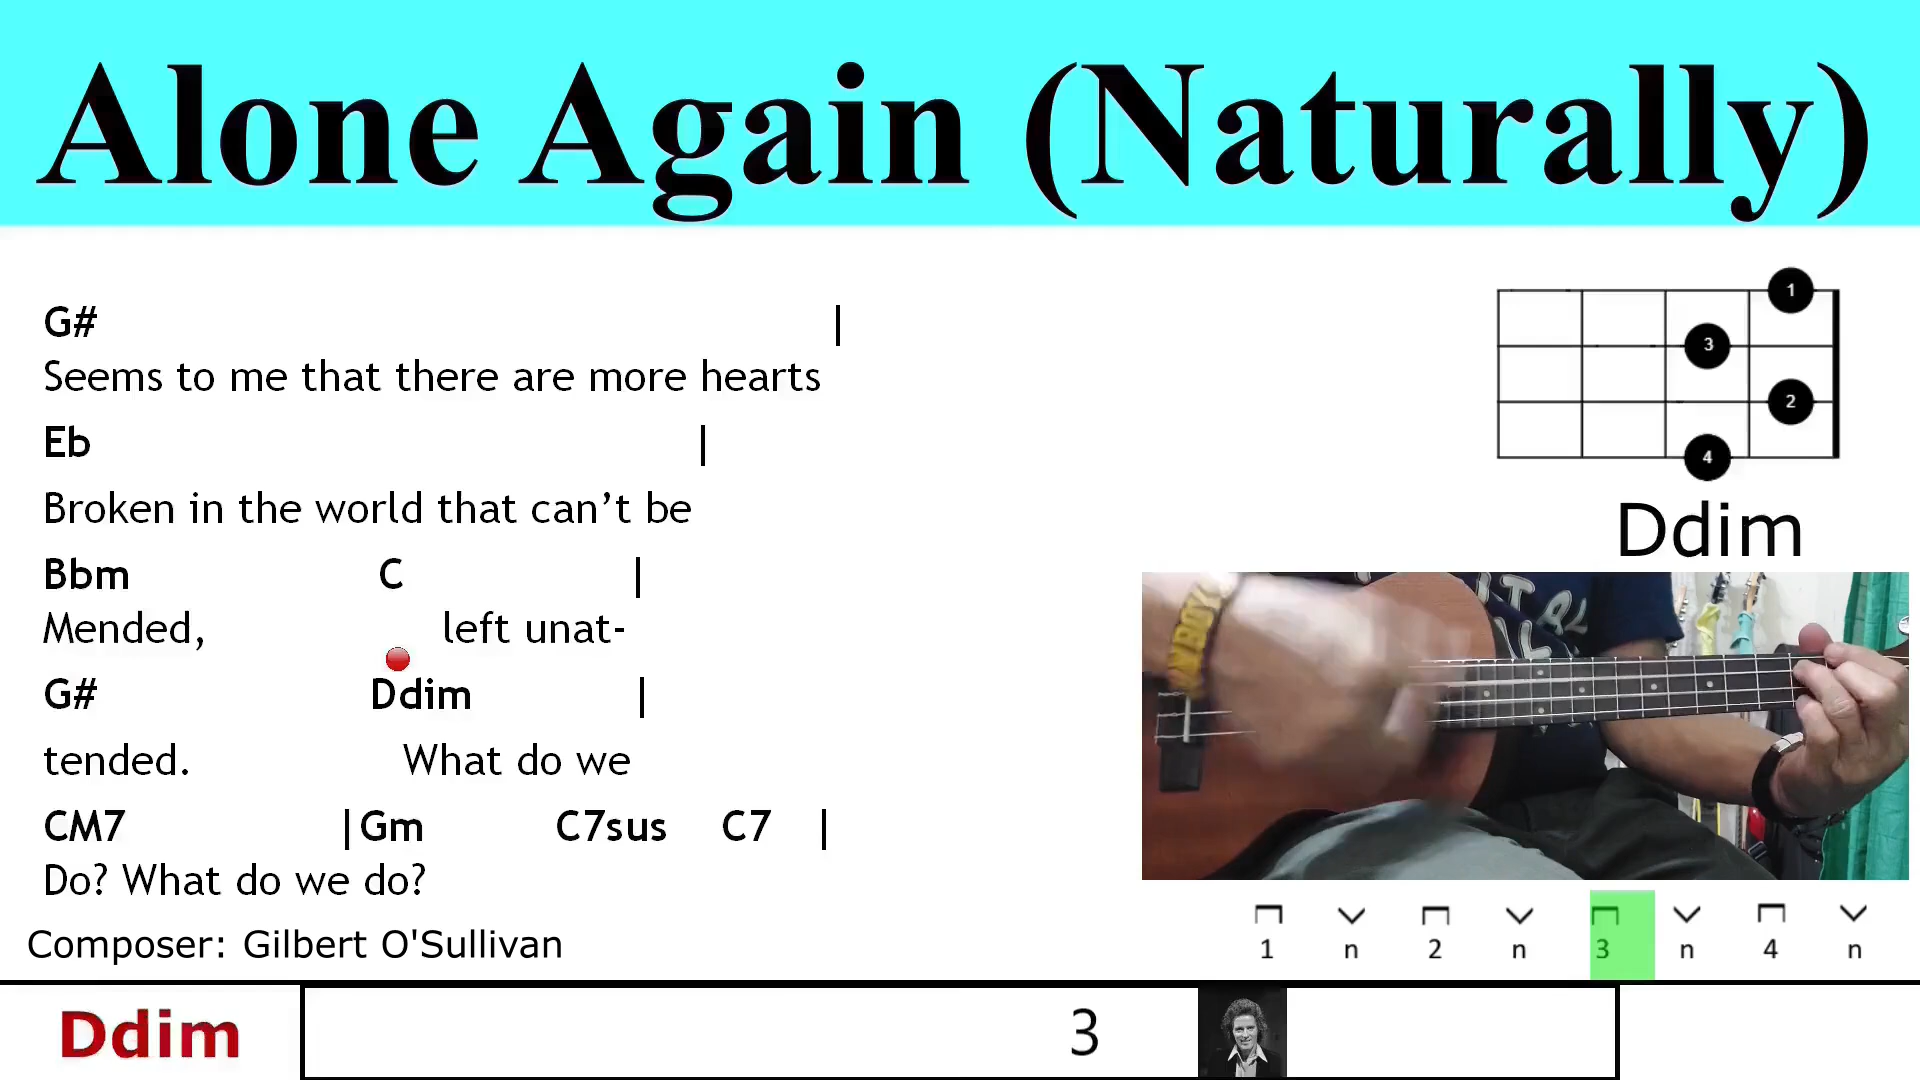 Alone Again (Naturally)
G# |
Seems to me that there are more hearts
Eb |
Broken in the world that can’t be
Bbm C |
Mended, left unat-
G# Ddim |
tended. What do we
CM7 |Gm C7sus C7 |
Do? What do we do?
Composer: Gilbert O'Sullivan
1
3
2
4
Ddim
1 n 2 n 3 n 4 n
Ddim
3